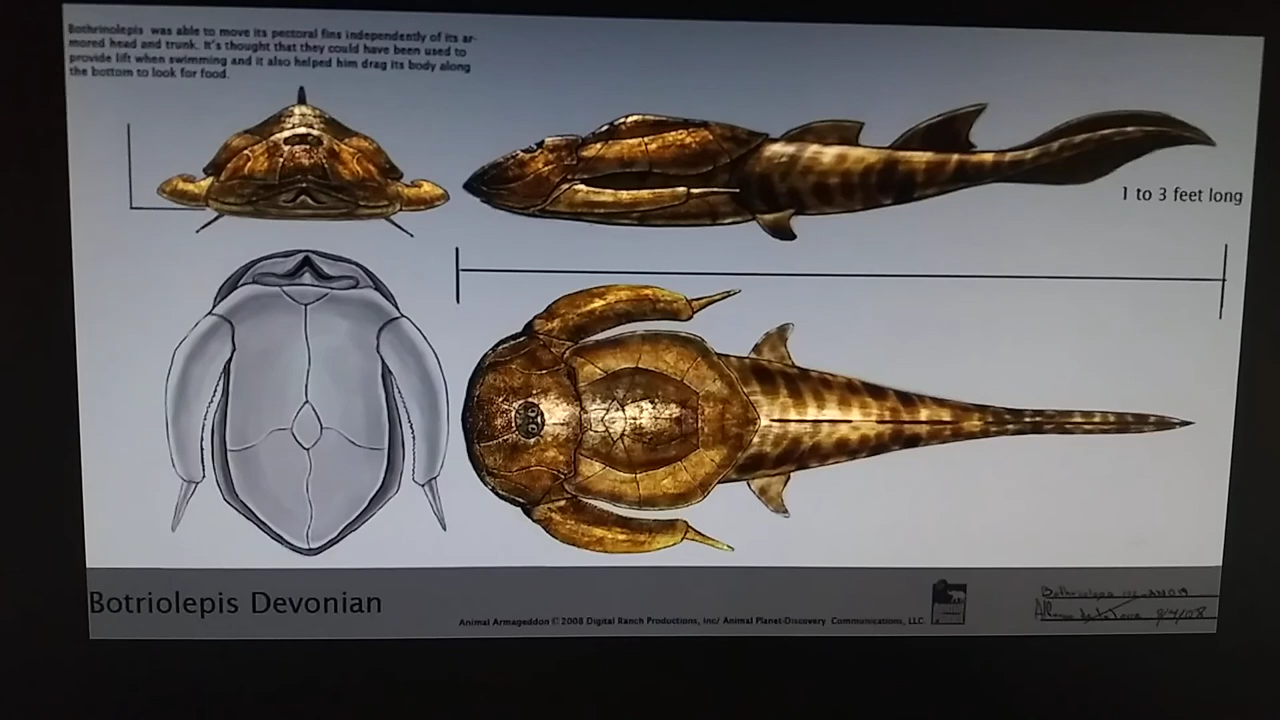 Bothrinolepis was able to move its pectoral fins independently of its ar-
mored head and trunk. It's thought that they could have been used to
provide lift when swimming and it also helped him drag its body along
the bottom to look for food.
1 to 3 feet long
Botriolepis Devonian
Animal Armageddon © 2008 Digital Ranch Productions, Inc/ Animal Planet-Discovery Communications, LLC.